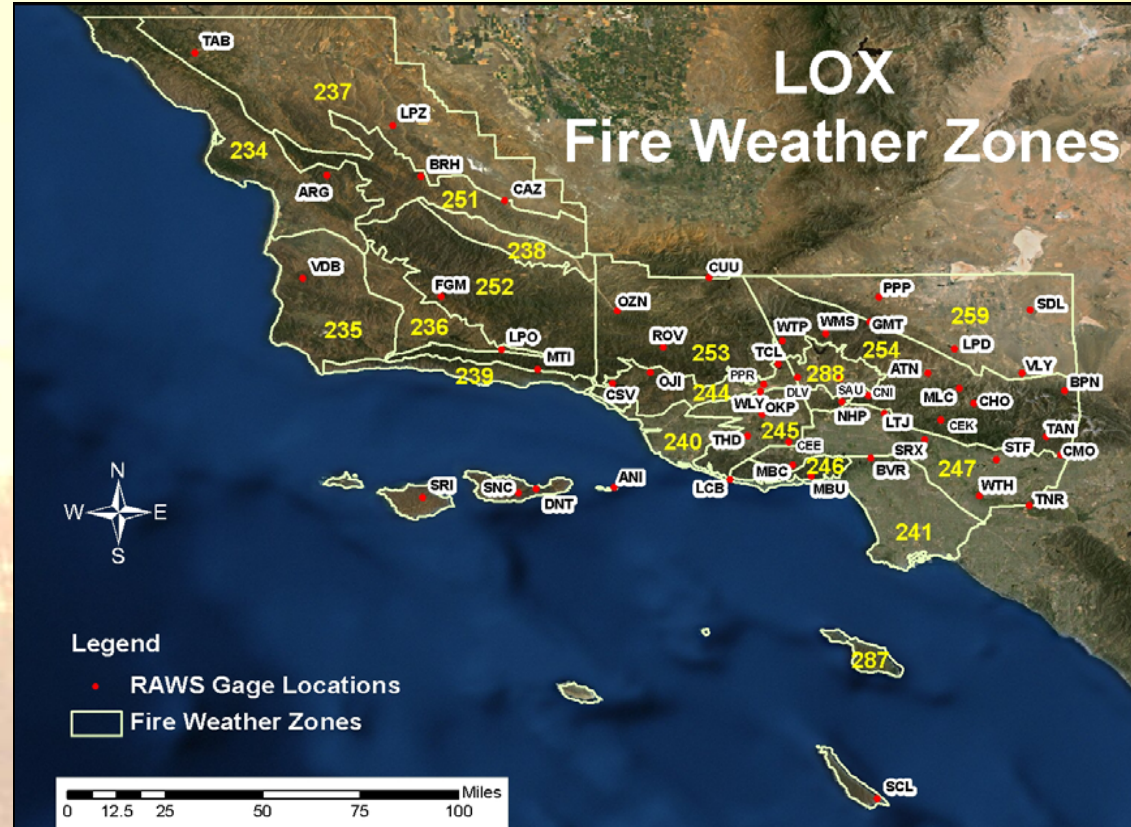 LOX
Fire Weather Zones
TAB
237
LPZ
234
ARG
BRH
251
CAZ
238
VDB
FGM
252
235
236
LPO
MTI
239
CUU
OZN
ROV
253
WTP
WMS
PPP
GMT
259
SDL
254
LPD
TCL
288
ATN
VLY
BPN
CSV
OJI
244
PPR
DLV
SAU
CNI
MLC
CHO
WLY
OKP
NHP
LTJ
CEK
TAN
240
THD
245
CEE
SRX
STF
CMO
247
MBC
246
BVR
LCB
MBU
WTH
TNR
SRI
SNC
DNT
ANI
241
N
W
E
S
287
SCL
Legend
RAWS Gage Locations
Fire Weather Zones
Miles
0 12.5 25 50 75 100